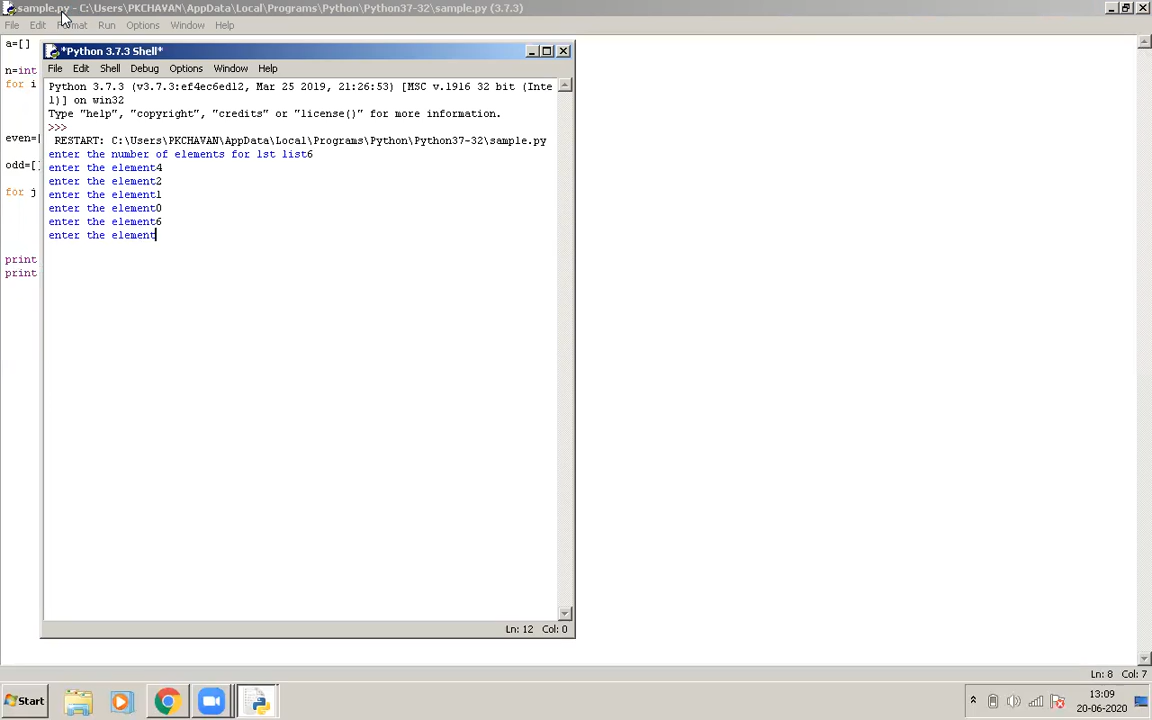 sample.py - C:\Users\PKCHAVAN\AppData\Local\Programs\Python\Python37-32\sample.py (3.7.3)
File Edit Format Run Options Window Help
a=[]
n=int
for i
even=[
odd=[]
for j
print
print
*Python 3.7.3 Shell*
File Edit Shell Debug Options Window Help
Python 3.7.3 (v3.7.3:ef4ec6ed12, Mar 25 2019, 21:26:53) [MSC v.1916 32 bit (Inte
l)] on win32
Type "help", "copyright", "credits" or "license()" for more information.
>>>
RESTART: C:\Users\PKCHAVAN\AppData\Local\Programs\Python\Python37-32\sample.py
enter the number of elements for 1st list6
enter the element4
enter the element2
enter the element1
enter the element0
enter the element6
enter the element
Ln: 12 Col: 0
Ln: 8 Col: 7
Start
13:09
20-06-2020